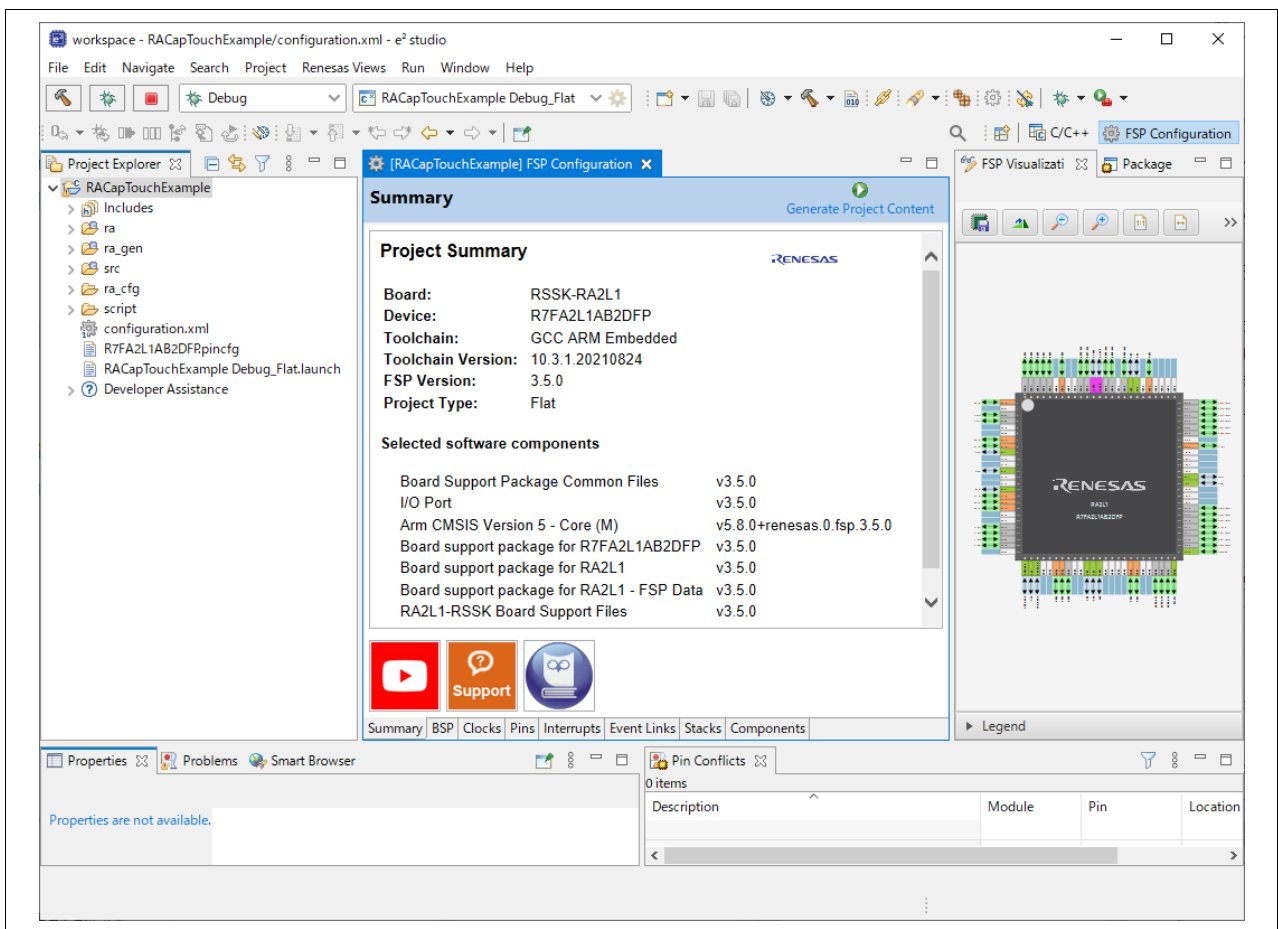 workspace - RACapTouchExample/configuration.xml - e² studio
File Edit Navigate Search Project Renesas Views Run Window Help
Debug
RACapTouchExample Debug_Flat
C/C++
FSP Configuration
Project Explorer
[RACapTouchExample] FSP Configuration
FSP Visualizati
Package
RACapTouchExample
Includes
ra
ra_gen
src
ra_cfg
script
configuration.xml
R7FA2L1AB2DFP.pincfg
RACapTouchExample Debug_Flat.launch
Developer Assistance
Summary
Generate Project Content
Project Summary
RENESAS
Board: RSSK-RA2L1
Device: R7FA2L1AB2DFP
Toolchain: GCC ARM Embedded
Toolchain Version: 10.3.1.20210824
FSP Version: 3.5.0
Project Type: Flat
Selected software components
Board Support Package Common Files v3.5.0
I/O Port v3.5.0
Arm CMSIS Version 5 - Core (M) v5.8.0+renesas.0.fsp.3.5.0
Board support package for R7FA2L1AB2DFP v3.5.0
Board support package for RA2L1 v3.5.0
Board support package for RA2L1 - FSP Data v3.5.0
RA2L1-RSSK Board Support Files v3.5.0
Support
Summary BSP Clocks Pins Interrupts Event Links Stacks Components
RENESAS
RA2L1
R7FA2L1AB2DFP
Legend
Properties
Problems
Smart Browser
Properties are not available.
Pin Conflicts
0 items
Description Module Pin Location